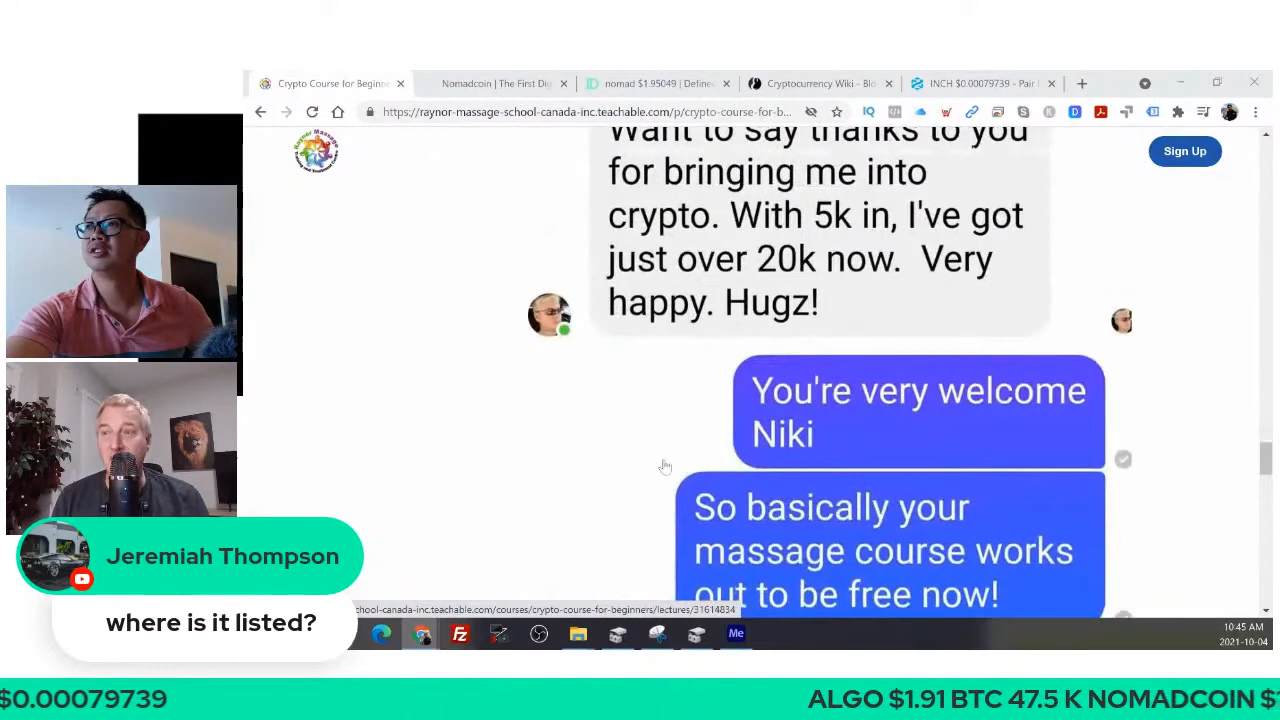 Crypto Course for Beginne
Nomadcoin | The First Dig
nomad $1.95049 | Define
Cryptocurrency Wiki - Blo
INCH $0.00079739 - Pair
https://raynor-massage-school-canada-inc.teachable.com/p/crypto-course-for-b...
Sign Up
Want to say thanks to you
for bringing me into
crypto. With 5k in, I've got
just over 20k now. Very
happy. Hugz!
You're very welcome
Niki
So basically your
massage course works
out to be free now!
Jeremiah Thompson
where is it listed?
school-canada-inc.teachable.com/courses/crypto-course-for-beginners/lectures/31614834
10:45 AM
2021-10-04
$0.00079739
ALGO $1.91 BTC 47.5 K NOMADCOIN $1